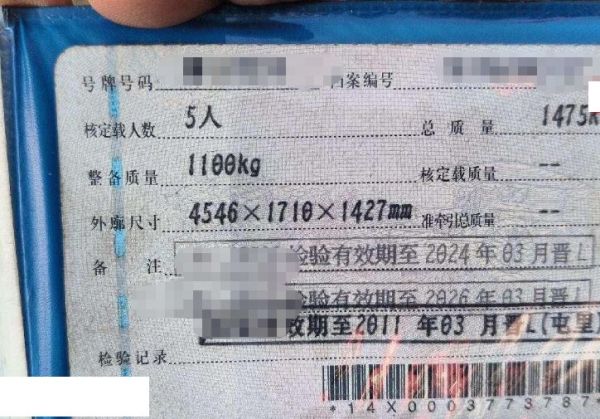 号牌号码 档案编号
核定载人数 5人 总质量 1475k
整备质量 1100kg 核定载质量 --
外廓尺寸 4546×1710×1427mm 准牵引总质量 --
备注 检验有效期至2024年03月晋L
检验有效期至2026年03月晋L
效期至2011年03月晋L(屯里
检验记录
*14X0003773787